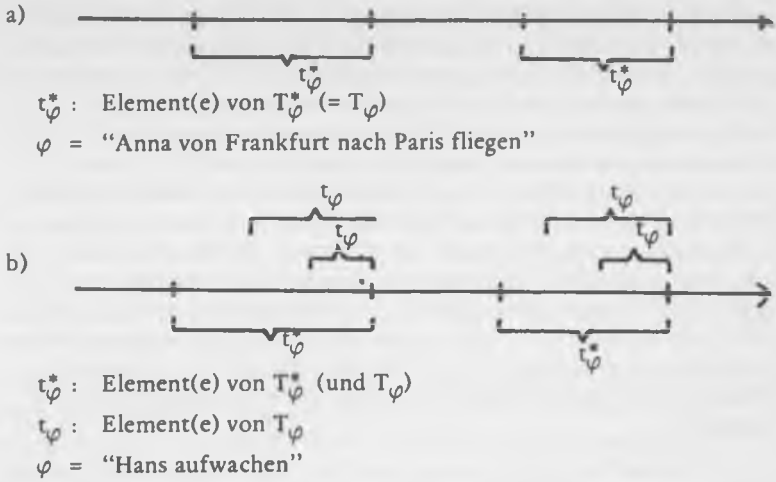 a)
t*φ t*φ
t*φ : Element(e) von T*φ (= Tφ)
φ = “Anna von Frankfurt nach Paris fliegen”
tφ tφ
tφ tφ
b)
t*φ t*φ
t*φ : Element(e) von T*φ (und Tφ)
tφ : Element(e) von Tφ
φ = “Hans aufwachen”